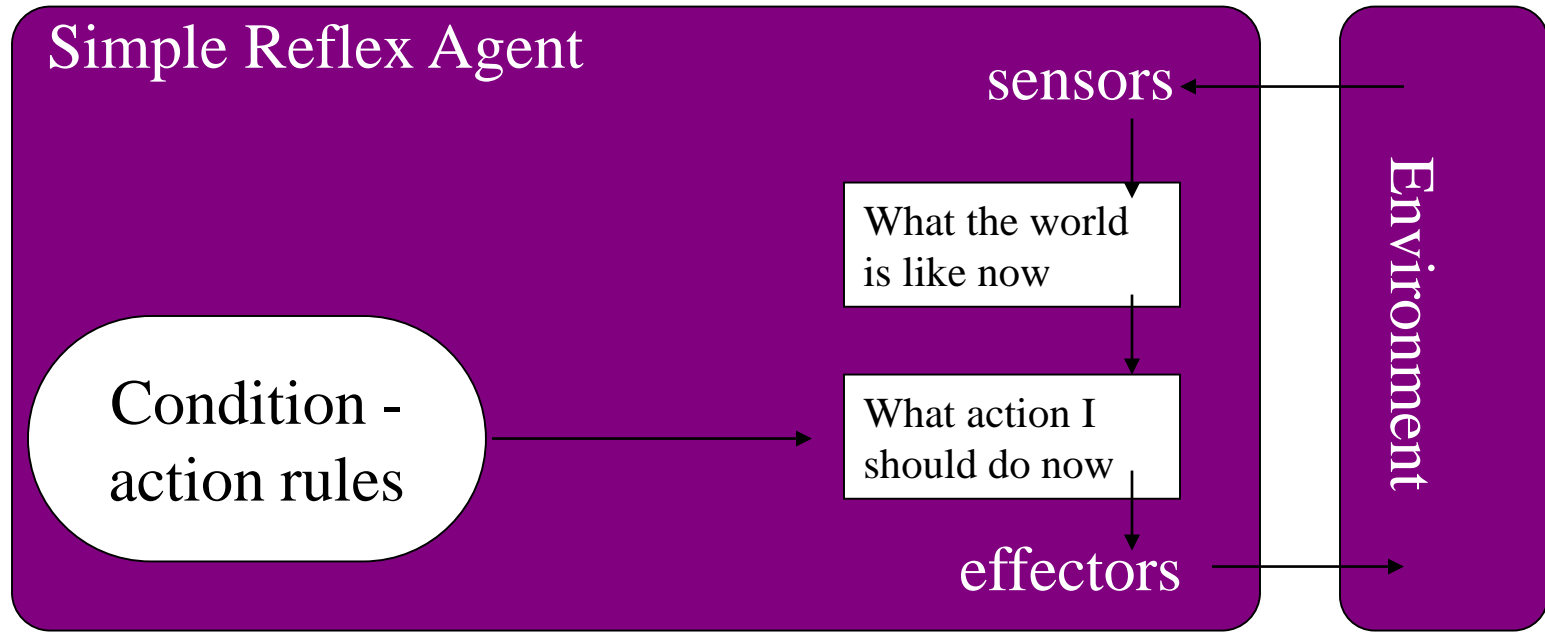 Simple Reflex Agent
sensors
What the world
is like now
Condition -
action rules
What action I
should do now
effectors
Environment